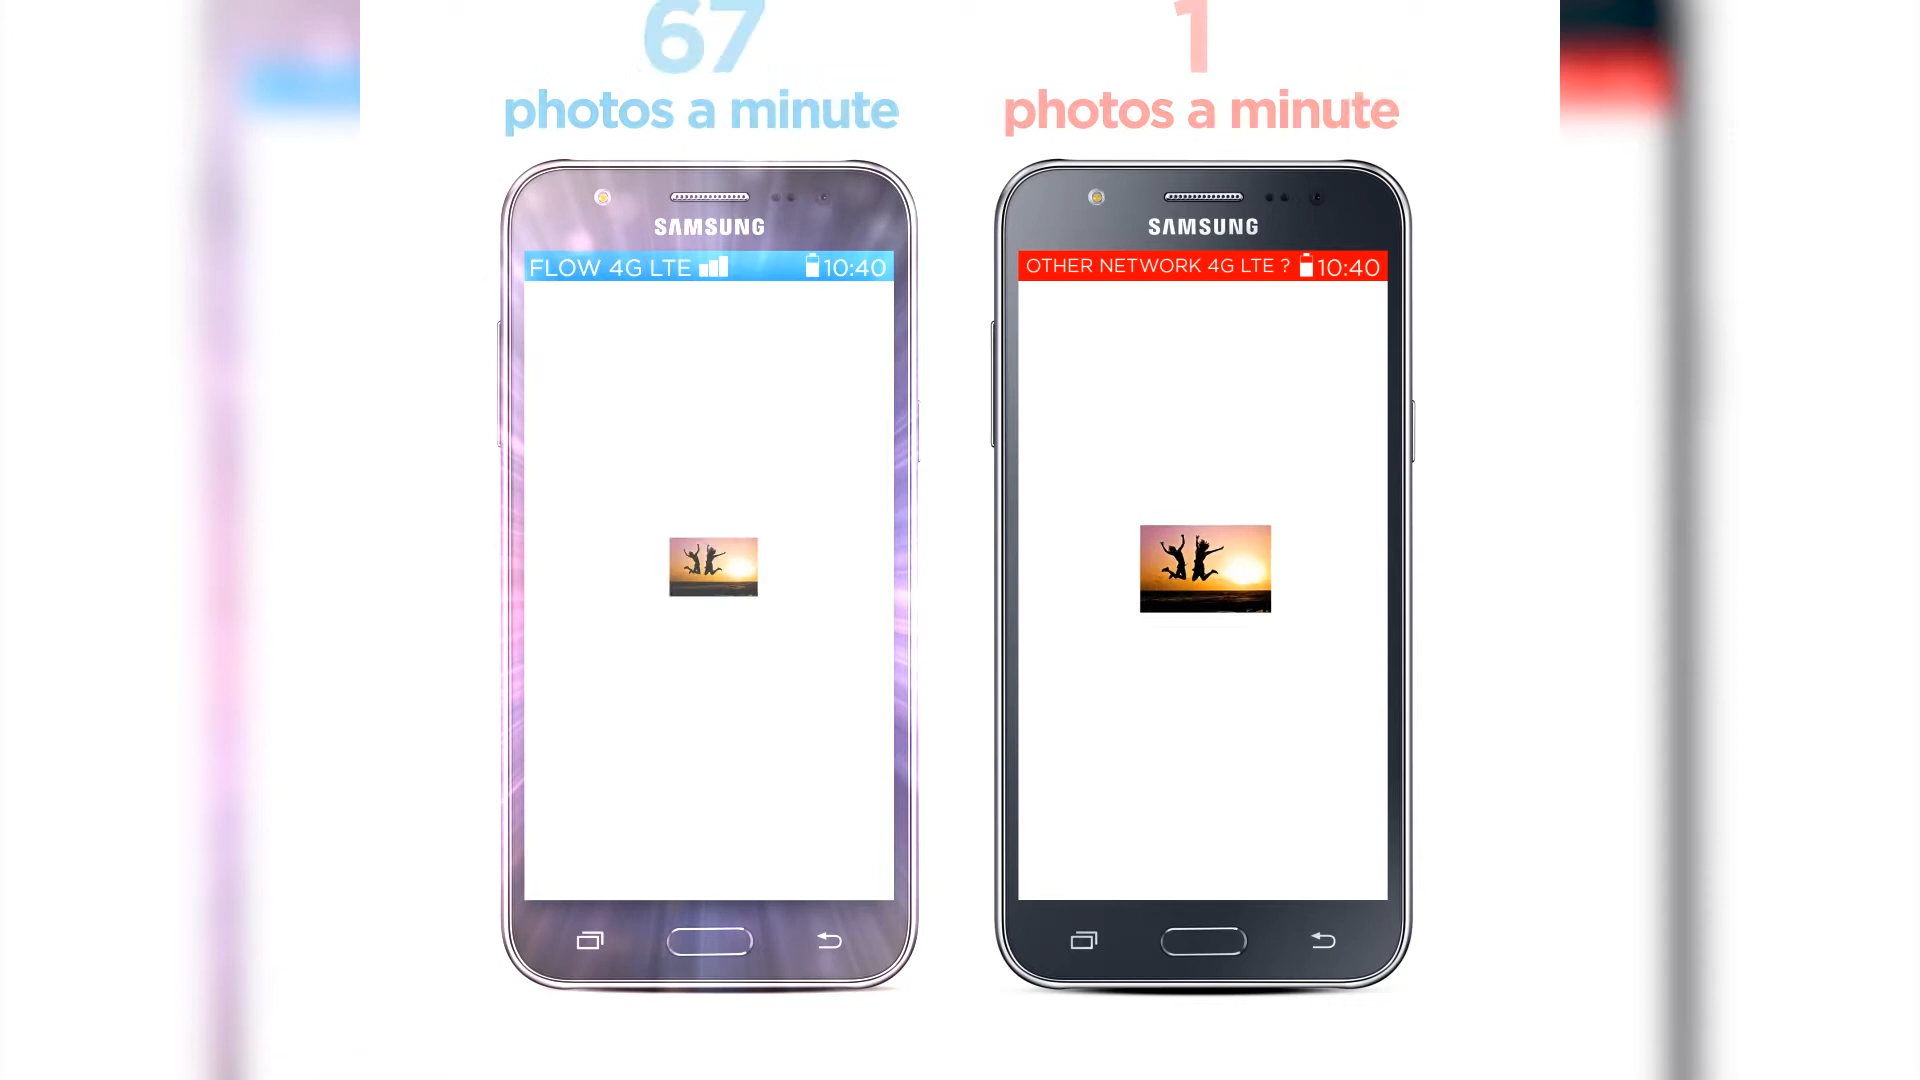 67
photos a minute
SAMSUNG
FLOW 4G LTE 10:40
1
photos a minute
SAMSUNG
OTHER NETWORK 4G LTE ? 10:40